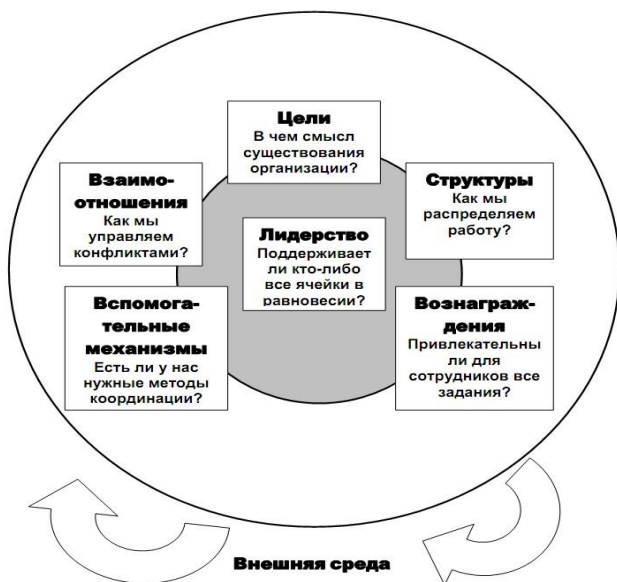 Цели
В чем смысл
существования
организации?
Взаимо-
отношения
Как мы
управляем
конфликтами?
Структуры
Как мы
распределяем
работу?
Лидерство
Поддерживает
ли кто-либо
все ячейки в
равновесии?
Вспомога-
тельные
механизмы
Есть ли у нас
нужные методы
координации?
Вознаграж-
дения
Привлекательны
ли для
сотрудников все
задания?
Внешняя среда